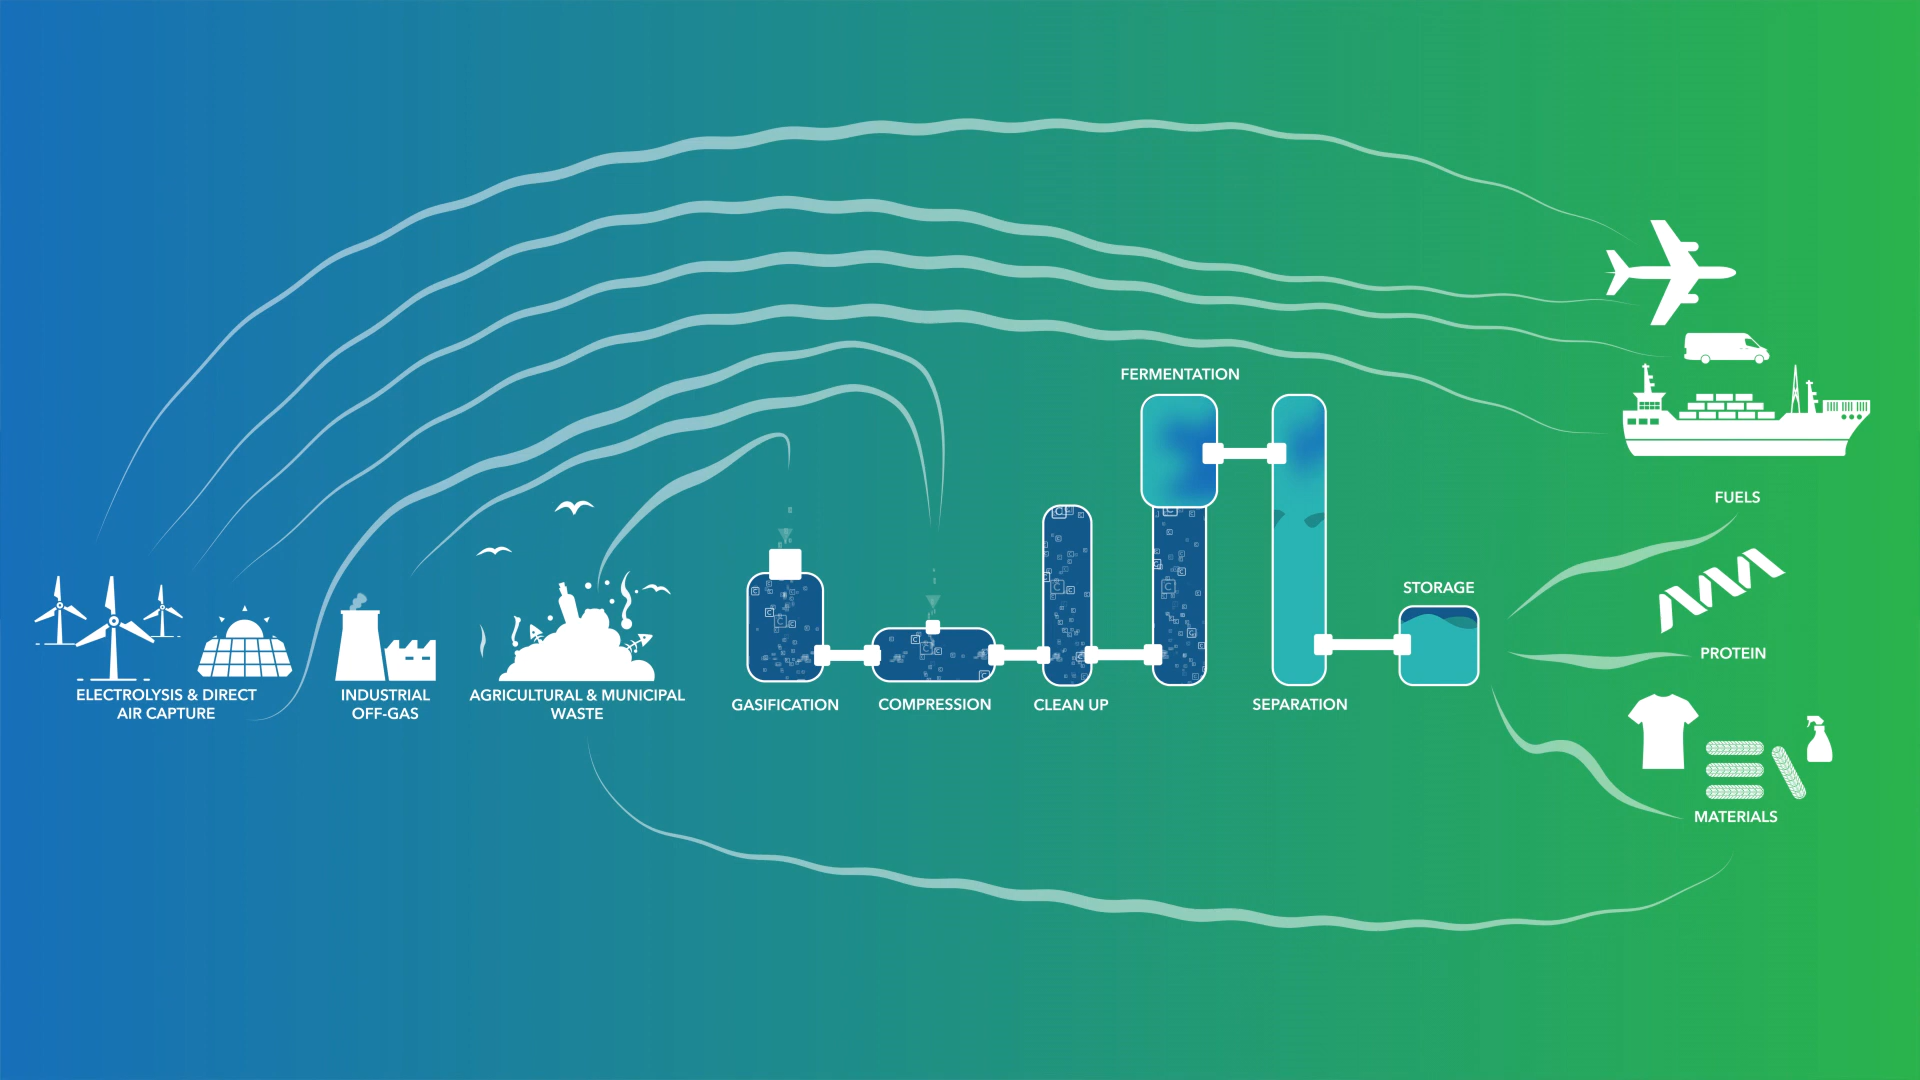 FERMENTATION
FUELS
STORAGE
PROTEIN
ELECTROLYSIS & DIRECT
AIR CAPTURE
INDUSTRIAL
OFF-GAS
AGRICULTURAL & MUNICIPAL
WASTE
GASIFICATION
COMPRESSION
CLEAN UP
SEPARATION
MATERIALS